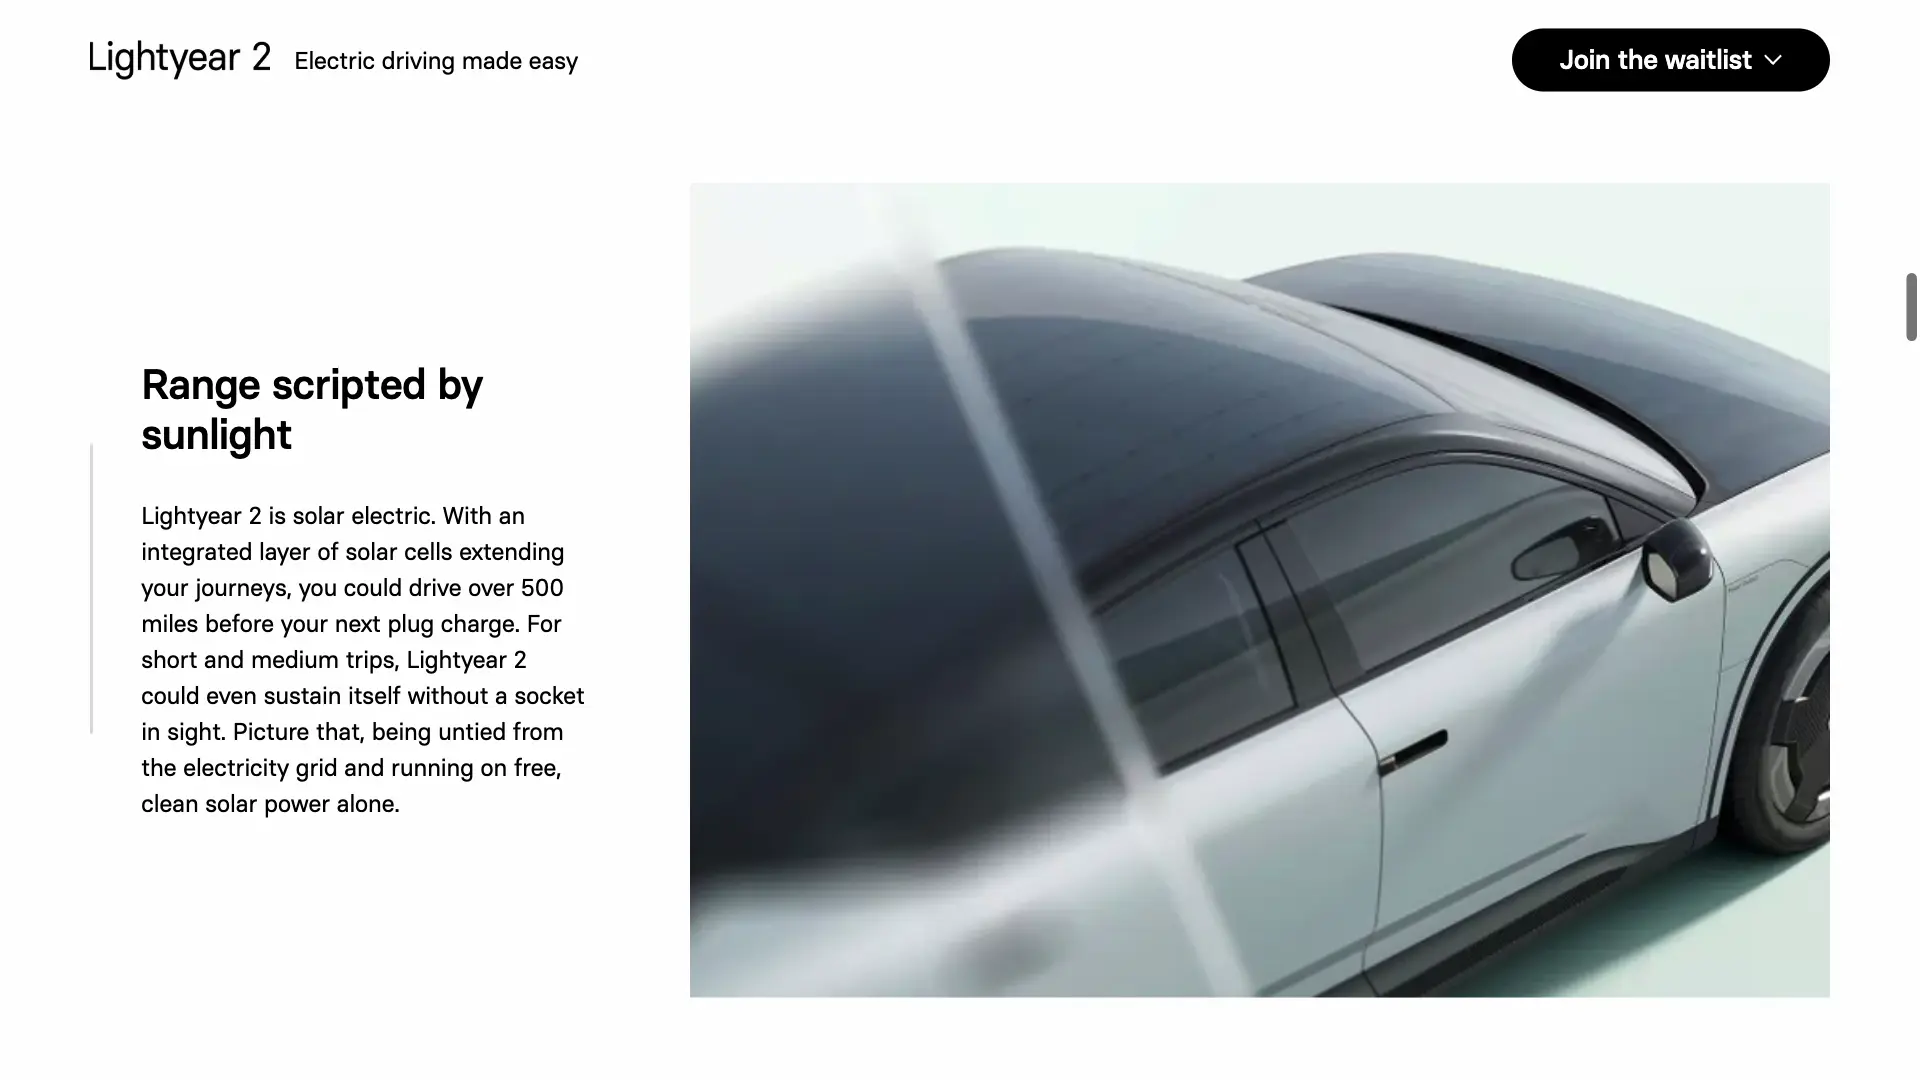 Lightyear 2 Electric driving made easy
Join the waitlist
Range scripted by
sunlight
Lightyear 2 is solar electric. With an
integrated layer of solar cells extending
your journeys, you could drive over 500
miles before your next plug charge. For
short and medium trips, Lightyear 2
could even sustain itself without a socket
in sight. Picture that, being untied from
the electricity grid and running on free,
clean solar power alone.